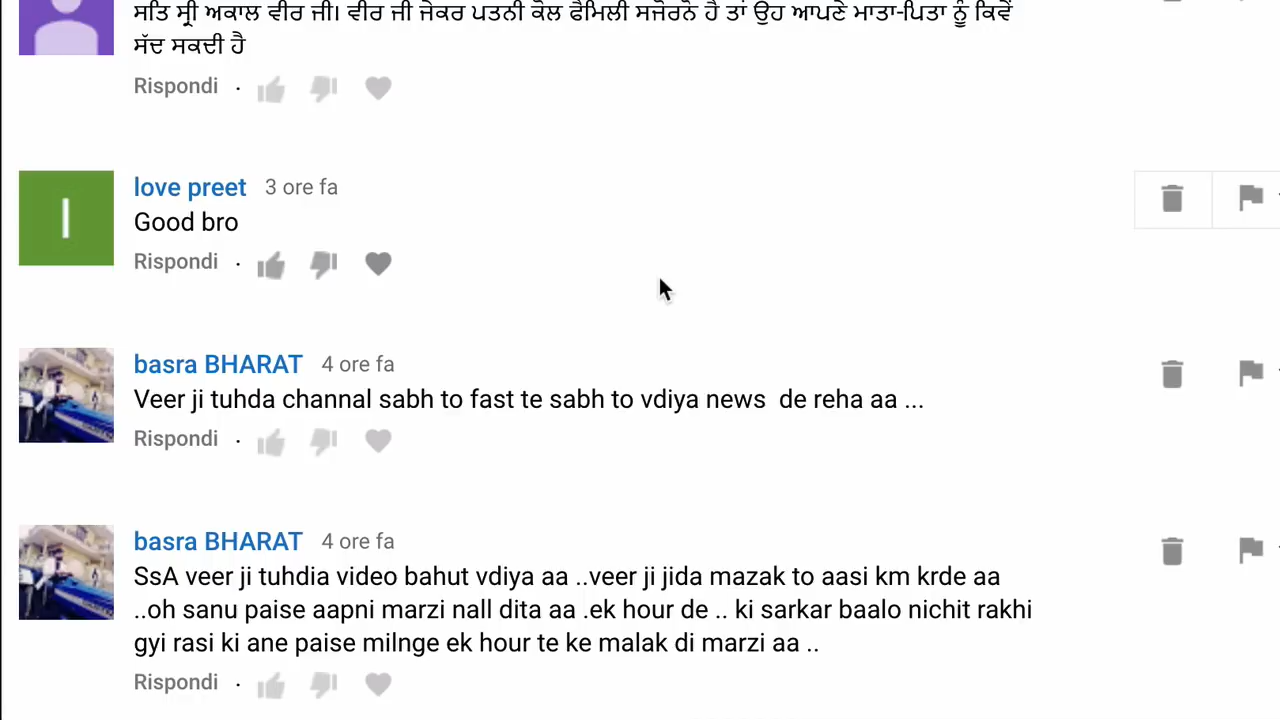 ਸਤਿ ਸ੍ਰੀ ਅਕਾਲ ਵੀਰ ਜੀ। ਵੀਰ ਜੀ ਜੇਕਰ ਪਤਨੀ ਕੋਲ ਫੈਮਿਲੀ ਸਜੋਰਨੋ ਹੈ ਤਾਂ ਉਹ ਆਪਣੇ ਮਾਤਾ-ਪਿਤਾ ਨੂੰ ਕਿਵੇਂ
ਸੱਦ ਸਕਦੀ ਹੈ
Rispondi ·
I
love preet 3 ore fa
Good bro
Rispondi ·
basra BHARAT 4 ore fa
Veer ji tuhda channal sabh to fast te sabh to vdiya news de reha aa ...
Rispondi ·
basra BHARAT 4 ore fa
SsA veer ji tuhdia video bahut vdiya aa ..veer ji jida mazak to aasi km krde aa
..oh sanu paise aapni marzi nall dita aa .ek hour de .. ki sarkar baalo nichit rakhi
gyi rasi ki ane paise milnge ek hour te ke malak di marzi aa ..
Rispondi ·